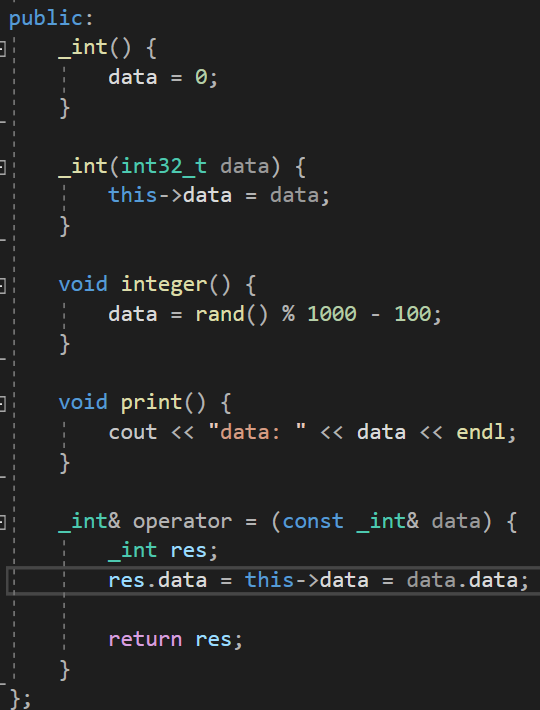 public:
_int() {
data = 0;
}
_int(int32_t data) {
this->data = data;
}
void integer() {
data = rand() % 1000 - 100;
}
void print() {
cout << "data: " << data << endl;
}
_int& operator = (const _int& data) {
_int res;
res.data = this->data = data.data;
return res;
}
};